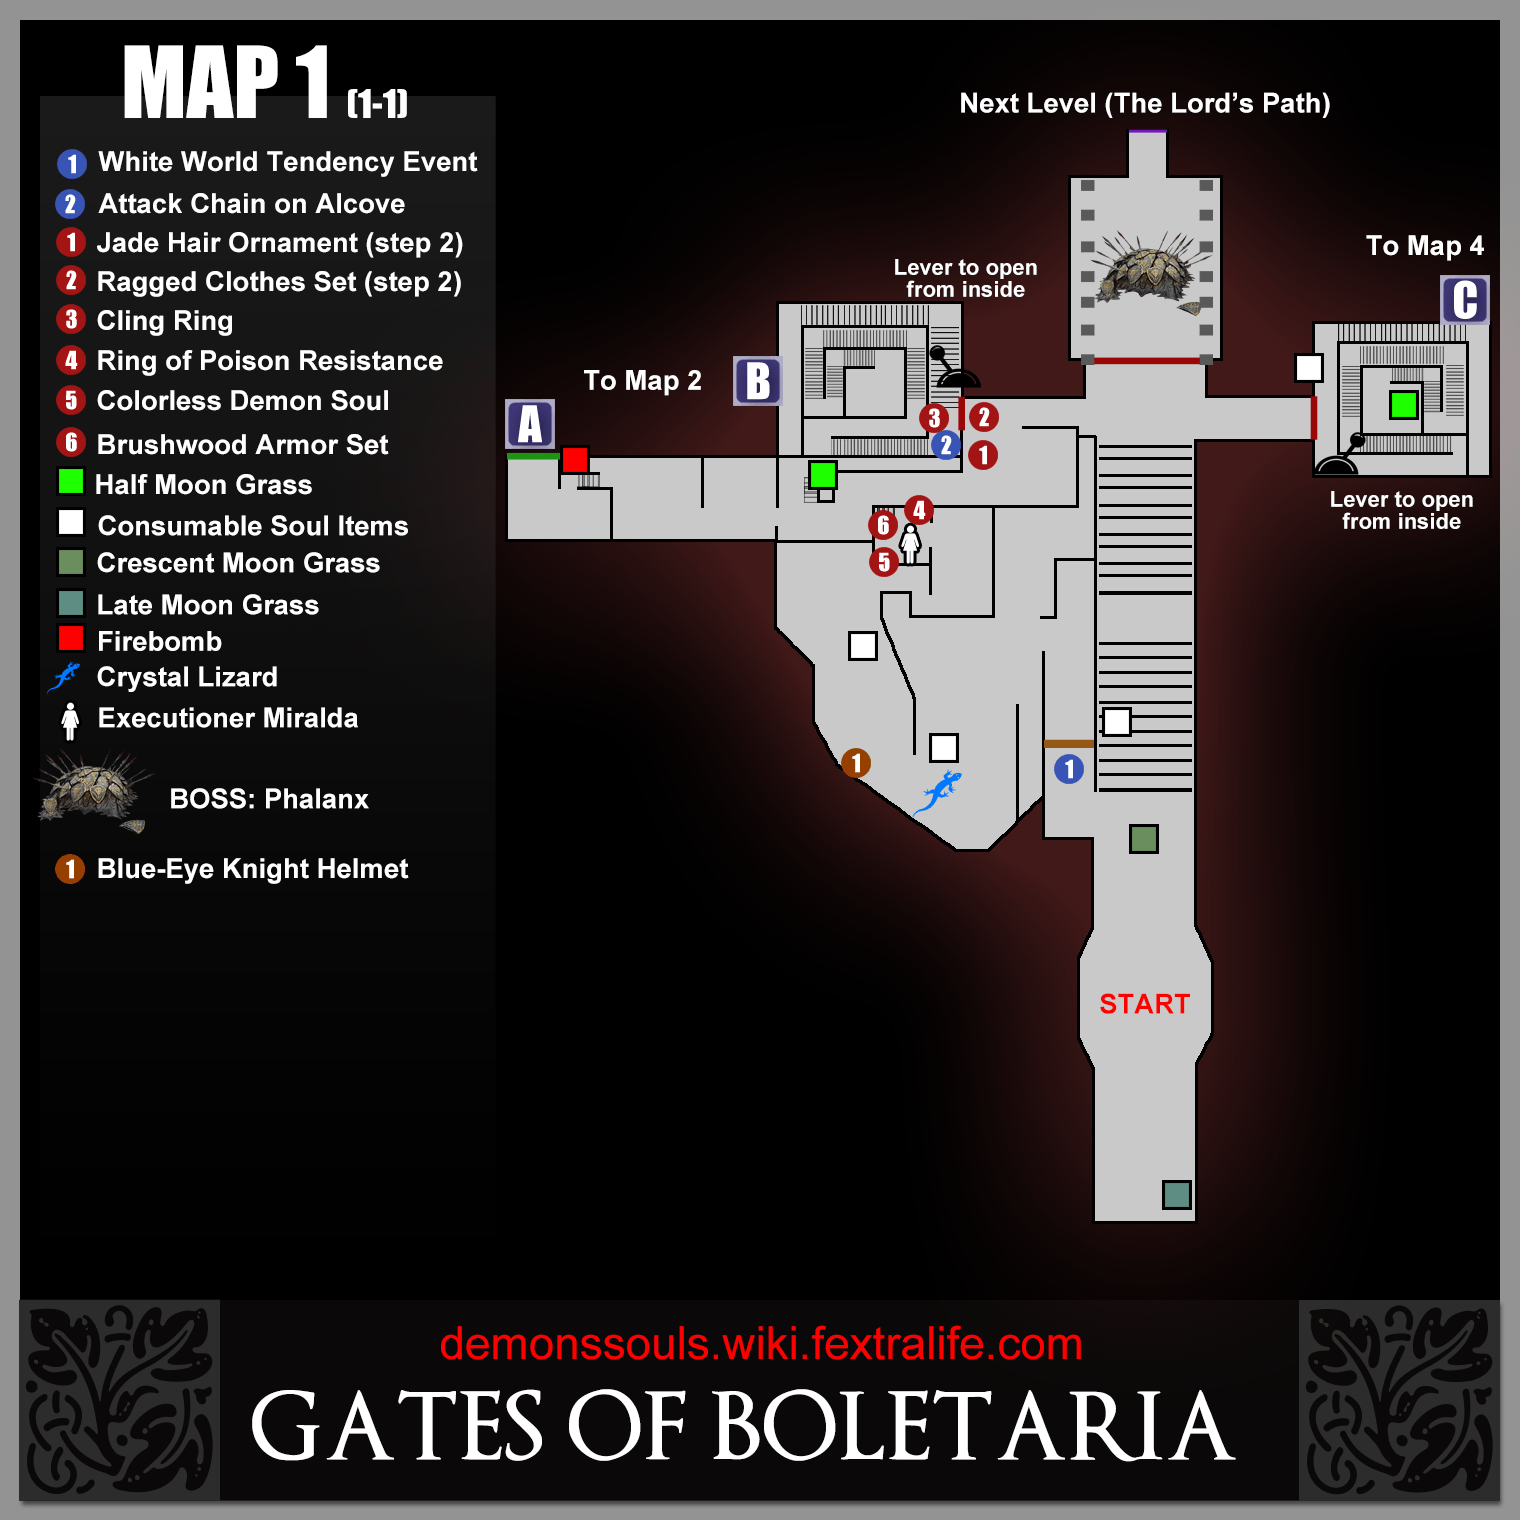 MAP 1 (1-1)
1 White World Tendency Event
2 Attack Chain on Alcove
1 Jade Hair Ornament (step 2)
2 Ragged Clothes Set (step 2)
3 Cling Ring
4 Ring of Poison Resistance
5 Colorless Demon Soul
6 Brushwood Armor Set
Half Moon Grass
Consumable Soul Items
Crescent Moon Grass
Late Moon Grass
Firebomb
Crystal Lizard
Executioner Miralda
BOSS: Phalanx
1 Blue-Eye Knight Helmet
Next Level (The Lord's Path)
To Map 4
C
Lever to open
from inside
To Map 2
B
A
3
2
2
1
4
6
5
Lever to open
from inside
1
1
START
demonssouls.wiki.fextralife.com
GATES OF BOLETARIA